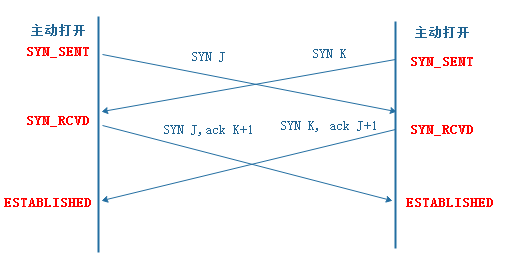 主动打开
主动打开
SYN_SENT
SYN J
SYN K
SYN_SENT
SYN_RCVD
SYN J,ack K+1
SYN K, ack J+1
SYN_RCVD
ESTABLISHED
ESTABLISHED